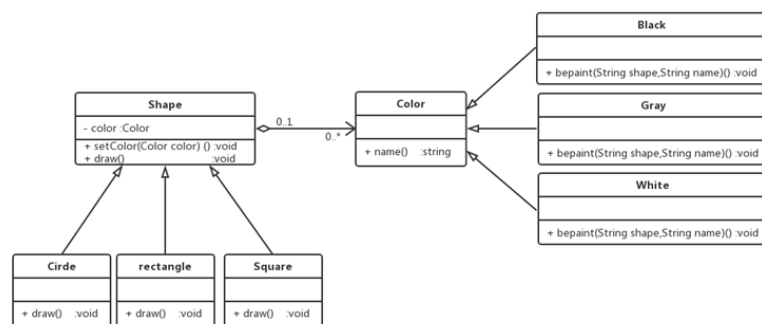 Black
+ bepaint(String shape,String name)() :void
Shape
- color :Color
+ setColor(Color color) () :void
+ draw() :void
0..1
0..*
Color
+ name() :string
Gray
+ bepaint(String shape,String name)() :void
White
+ bepaint(String shape,String name)() :void
Cirde
+ draw() :void
rectangle
+ draw() :void
Square
+ draw() :void